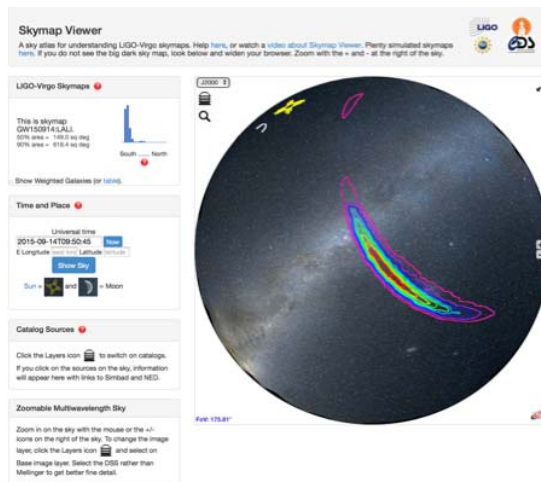 Skymap Viewer
A sky atlas for understanding LIGO-Virgo skymaps. Help here, or watch a video about Skymap Viewer. Plenty simulated skymaps
here. If you do not see the big dark sky map, look below and widen your browser. Zoom with the + and - at the right of the sky.
LIGO
LIGO-Virgo Skymaps ?
This is skymap
GW150914:LALI.
50% area =
90% area =
South ...... North
?
Show Weighted Galaxies (or table).
Time and Place ?
Universal time
2015-09-14T09:50:45 Now
E Longitude Latitude
Show Sky
Sun = and = Moon
Catalog Sources ?
Click the Layers icon to switch on catalogs.
If you click on the sources on the sky, information
will appear here with links to Simbad and NED.
Zoomable Multiwavelength Sky
Zoom in on the sky with the mouse or the +/-
icons on the right of the sky. To change the image
layer, click the Layers icon and select on
Base image layer. Select the DSS rather than
Mellinger to get better fine detail.
J2000
FoV: 175.81°